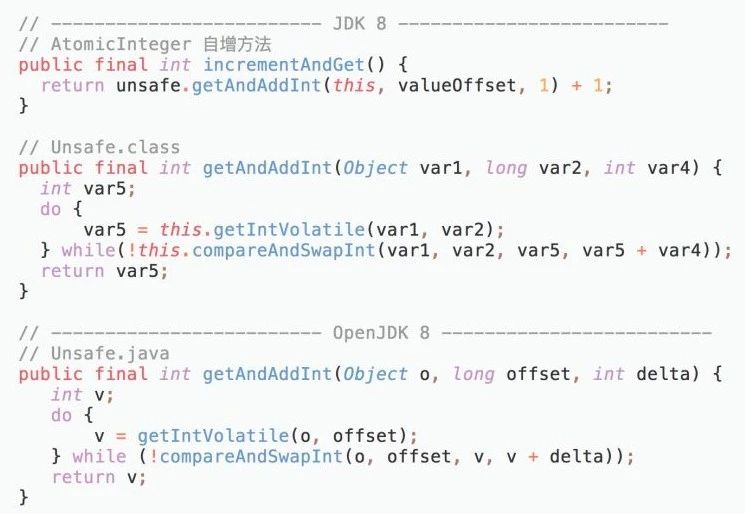 // ------------------------- JDK 8 -------------------------
// AtomicInteger 自增方法
public final int incrementAndGet() {
  return unsafe.getAndAddInt(this, valueOffset, 1) + 1;
}

// Unsafe.class
public final int getAndAddInt(Object var1, long var2, int var4) {
  int var5;
  do {
      var5 = this.getIntVolatile(var1, var2);
  } while(!this.compareAndSwapInt(var1, var2, var5, var5 + var4));
  return var5;
}

// ------------------------- OpenJDK 8 -------------------------
// Unsafe.java
public final int getAndAddInt(Object o, long offset, int delta) {
   int v;
   do {
       v = getIntVolatile(o, offset);
   } while (!compareAndSwapInt(o, offset, v, v + delta));
   return v;
}